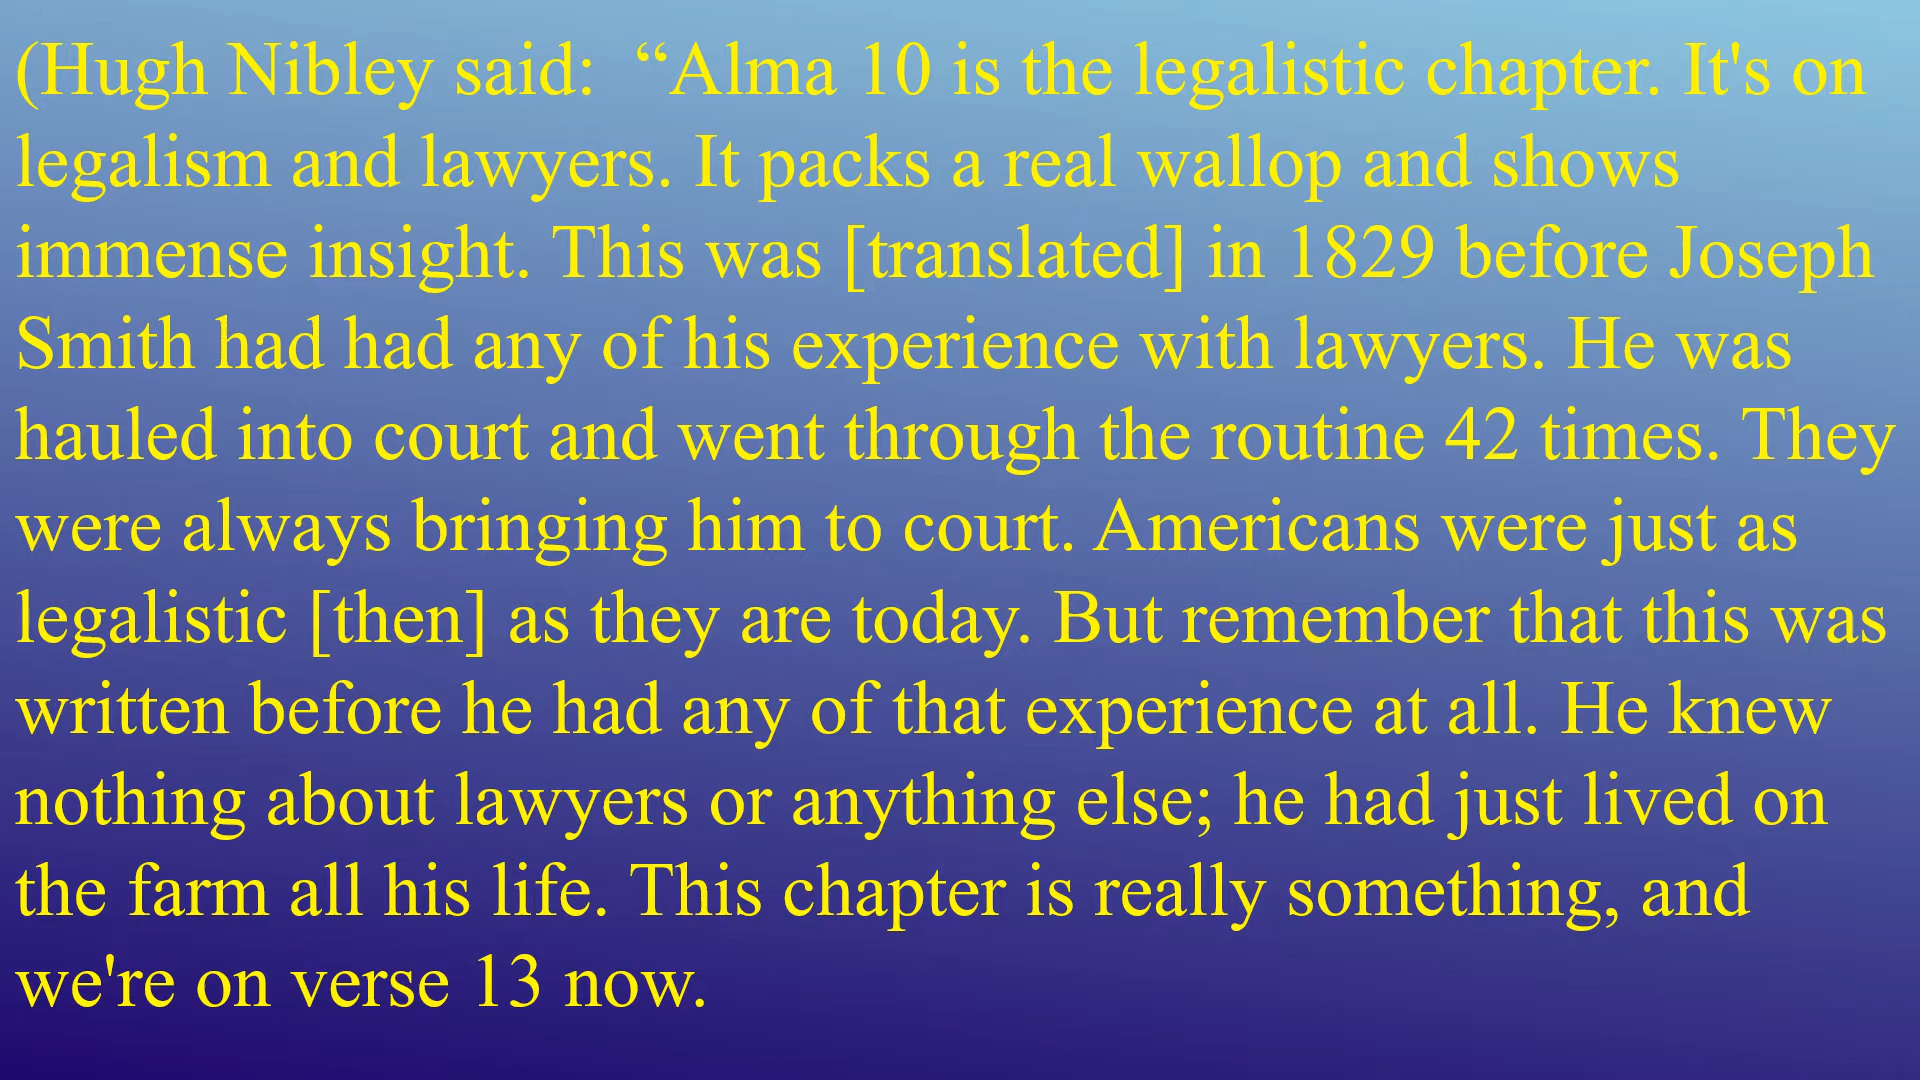 (Hugh Nibley said:  “Alma 10 is the legalistic chapter. It's on
legalism and lawyers. It packs a real wallop and shows
immense insight. This was [translated] in 1829 before Joseph
Smith had had any of his experience with lawyers. He was
hauled into court and went through the routine 42 times. They
were always bringing him to court. Americans were just as
legalistic [then] as they are today. But remember that this was
written before he had any of that experience at all. He knew
nothing about lawyers or anything else; he had just lived on
the farm all his life. This chapter is really something, and
we're on verse 13 now.